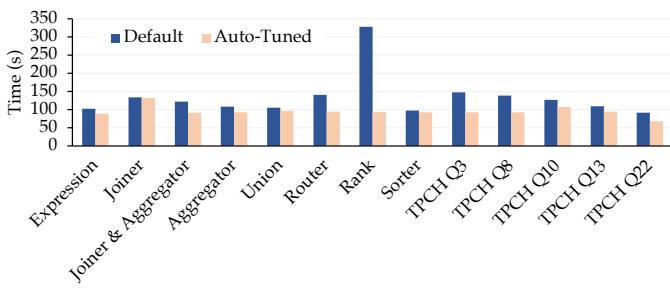 Time (s)
350
300
250
200
150
100
50
0
Default
Auto-Tuned
Expression
Joiner
Joiner & Aggregator
Aggregator
Union
Router
Rank
Sorter
TPCH Q3
TPCH Q8
TPCH Q10
TPCH Q13
TPCH Q22